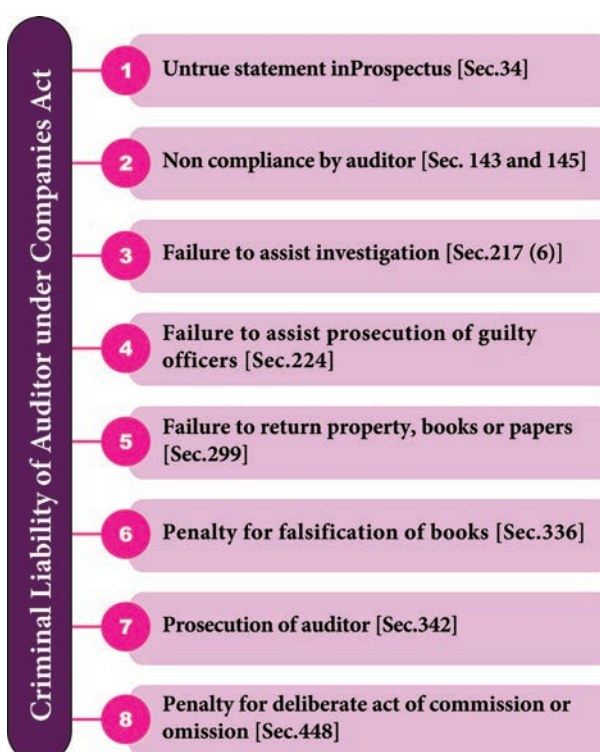 Criminal Liability of Auditor under Companies Act
1
Untrue statement inProspectus [Sec.34]
2
Non compliance by auditor [Sec. 143 and 145]
3
Failure to assist investigation [Sec.217 (6)]
4
Failure to assist prosecution of guilty
officers [Sec.224]
5
Failure to return property, books or papers
[Sec.299]
6
Penalty for falsification of books [Sec.336]
7
Prosecution of auditor [Sec.342]
8
Penalty for deliberate act of commission or
omission [Sec.448]